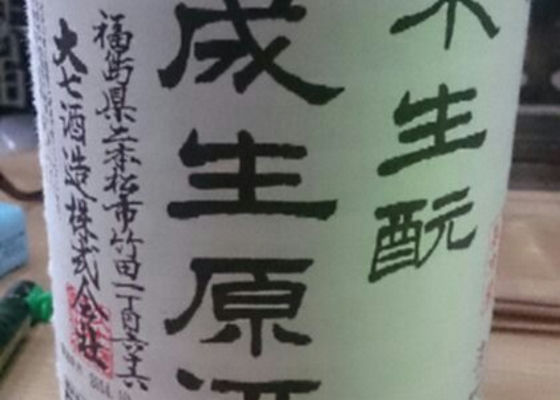 生酛
成生原酒
福島県二本松市竹田一丁目六十六
大七酒造株式会社